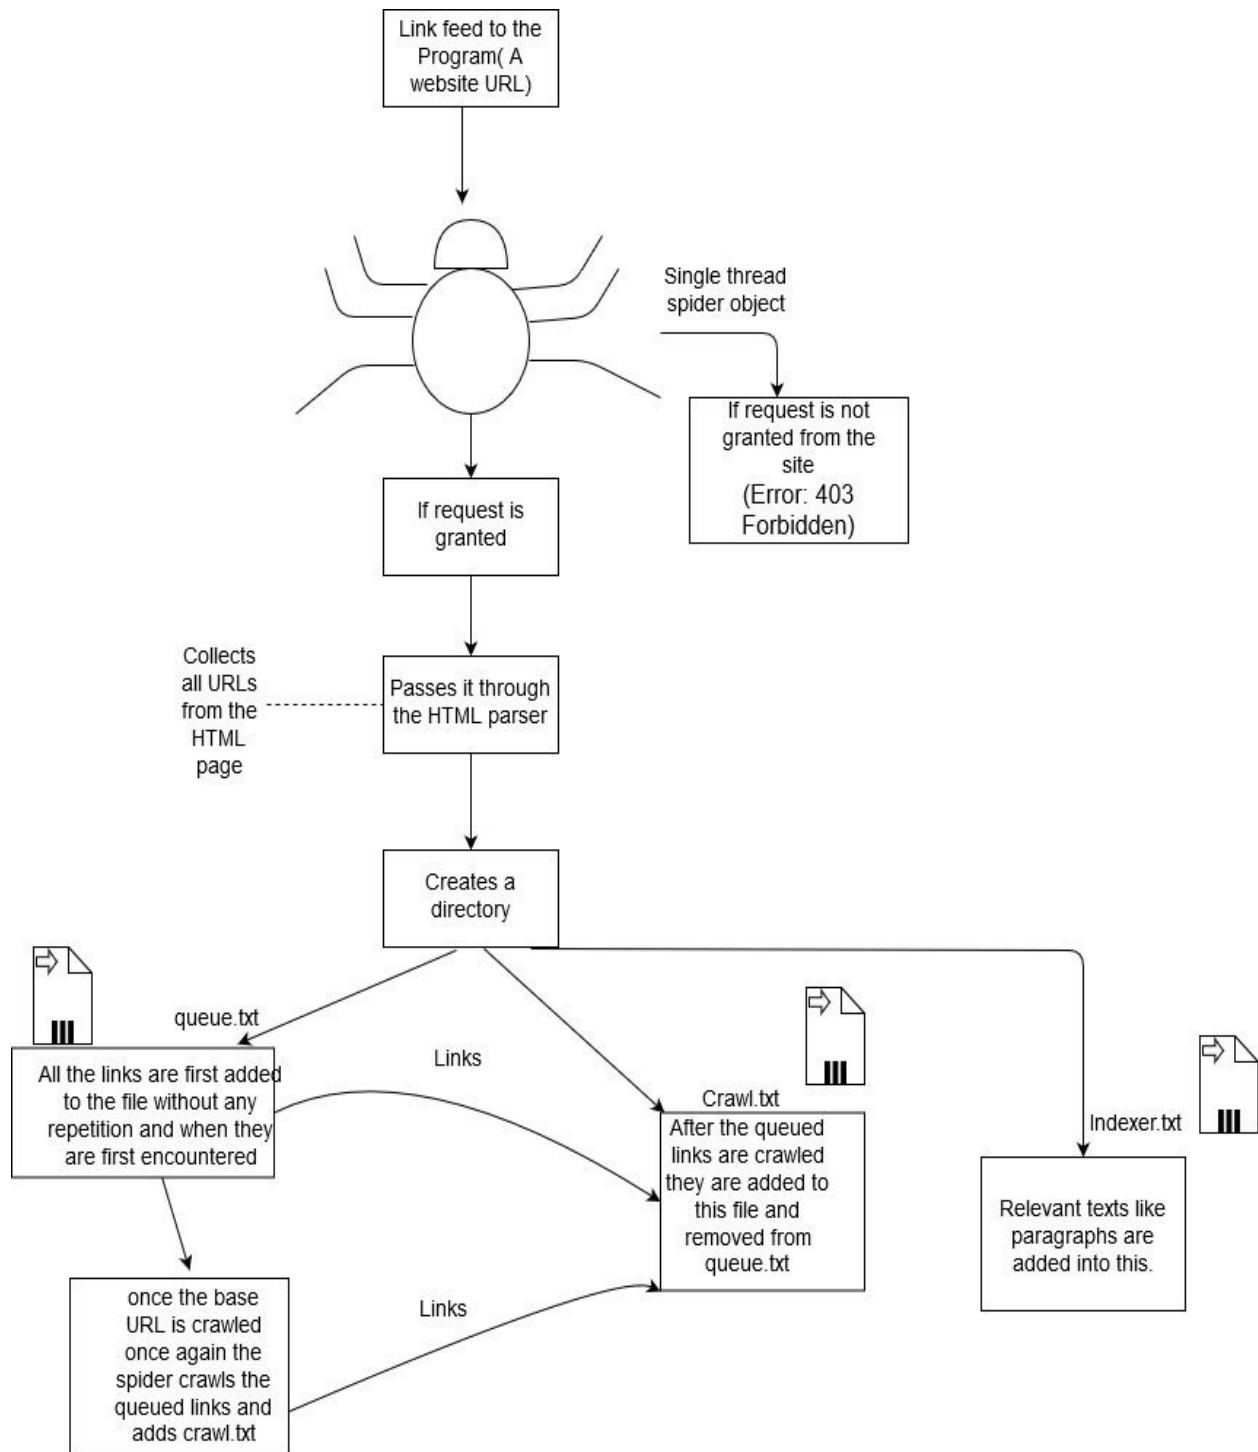 Link feed to the
Program( A
website URL)
Single thread
spider object
If request is not
granted from the
site
(Error: 403
Forbidden)
If request is
granted
Collects
all URLs
from the
HTML
page
Passes it through
the HTML parser
Creates a
directory
queue.txt
All the links are first added
to the file without any
repetition and when they
are first encountered
Links
Crawl.txt
After the queued
links are crawled
they are added to
this file and
removed from
queue.txt
Indexer.txt
Relevant texts like
paragraphs are
added into this.
once the base
URL is crawled
once again the
spider crawls the
queued links and
adds crawl.txt
Links